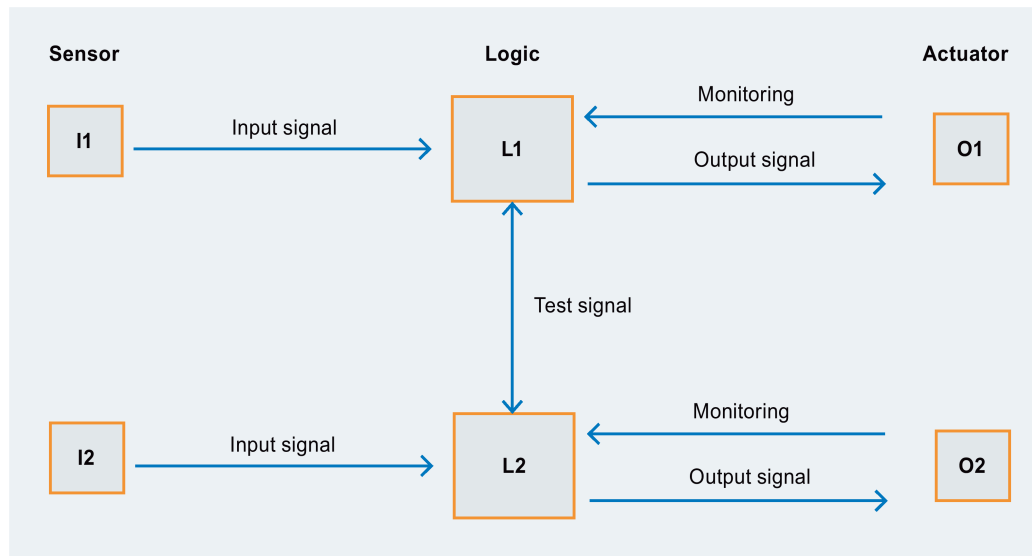 Sensor
Logic
Actuator
I1
Input signal
L1
Monitoring
Output signal
O1
Test signal
I2
Input signal
L2
Monitoring
Output signal
O2